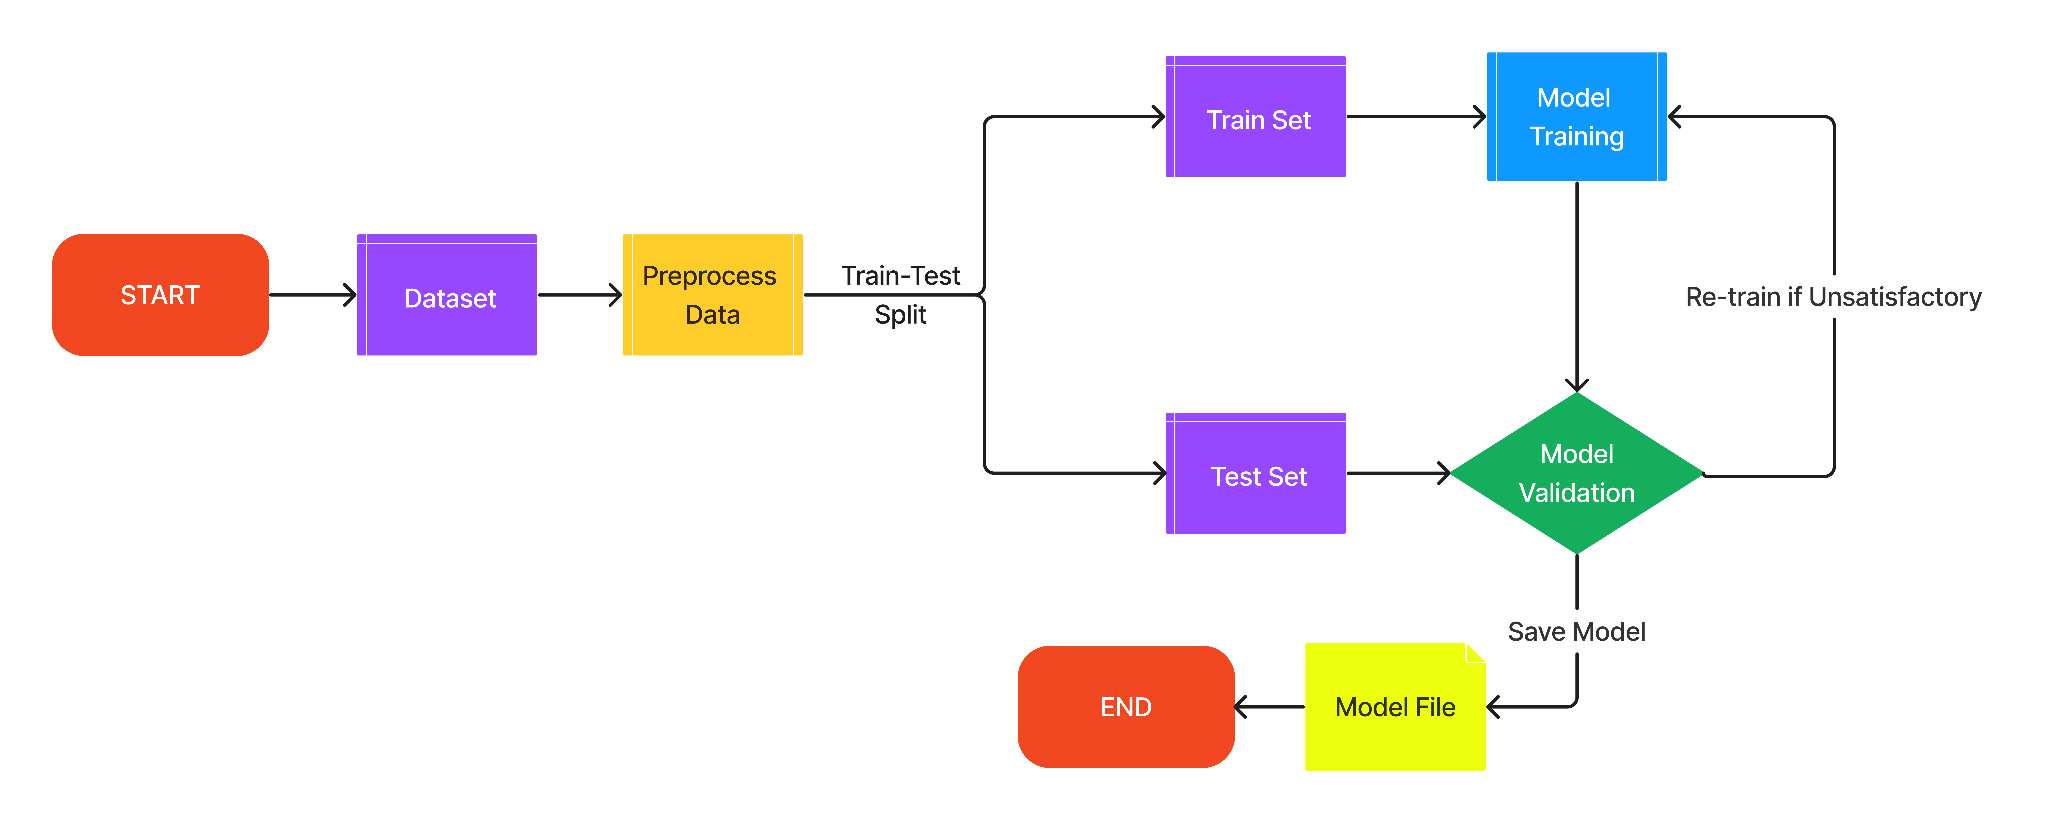 START
Dataset
Preprocess
Data
Train-Test
Split
Train Set
Model
Training
Re-train if Unsatisfactory
Test Set
Model
Validation
Save Model
Model File
END